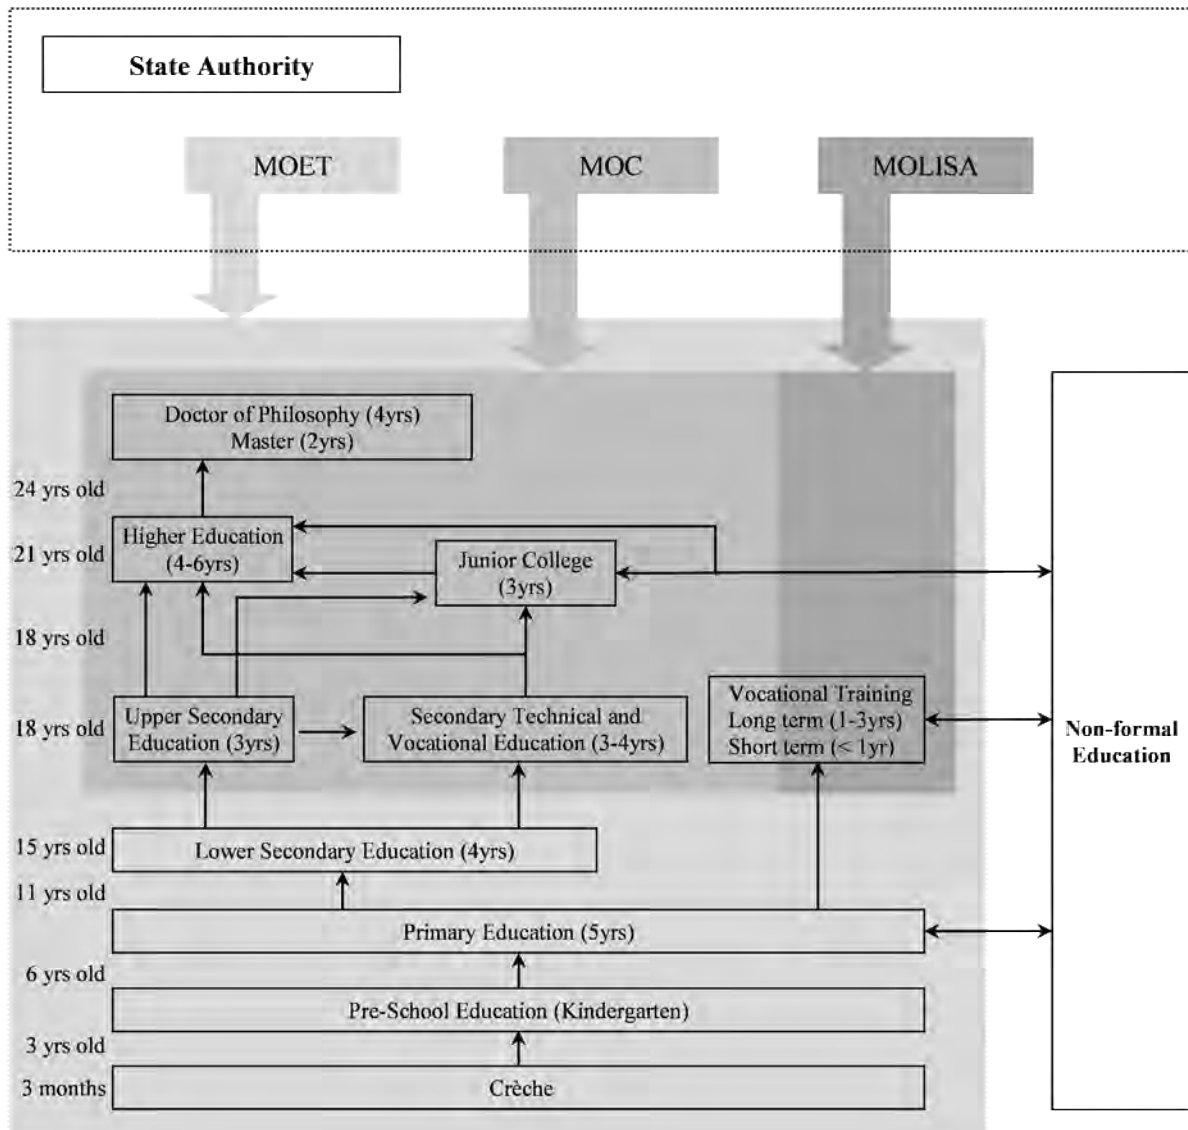 State Authority
MOET
MOC
MOLISA
Doctor of Philosophy (4yrs)
Master (2yrs)
24 yrs old
Higher Education
(4-6yrs)
21 yrs old
Junior College
(3yrs)
18 yrs old
Upper Secondary
Education (3yrs)
Secondary Technical and
Vocational Education (3-4yrs)
Vocational Training
Long term (1-3yrs)
Short term (< 1yr)
18 yrs old
Non-formal
Education
15 yrs old
Lower Secondary Education (4yrs)
11 yrs old
Primary Education (5yrs)
6 yrs old
Pre-School Education (Kindergarten)
3 yrs old
3 months
Crèche